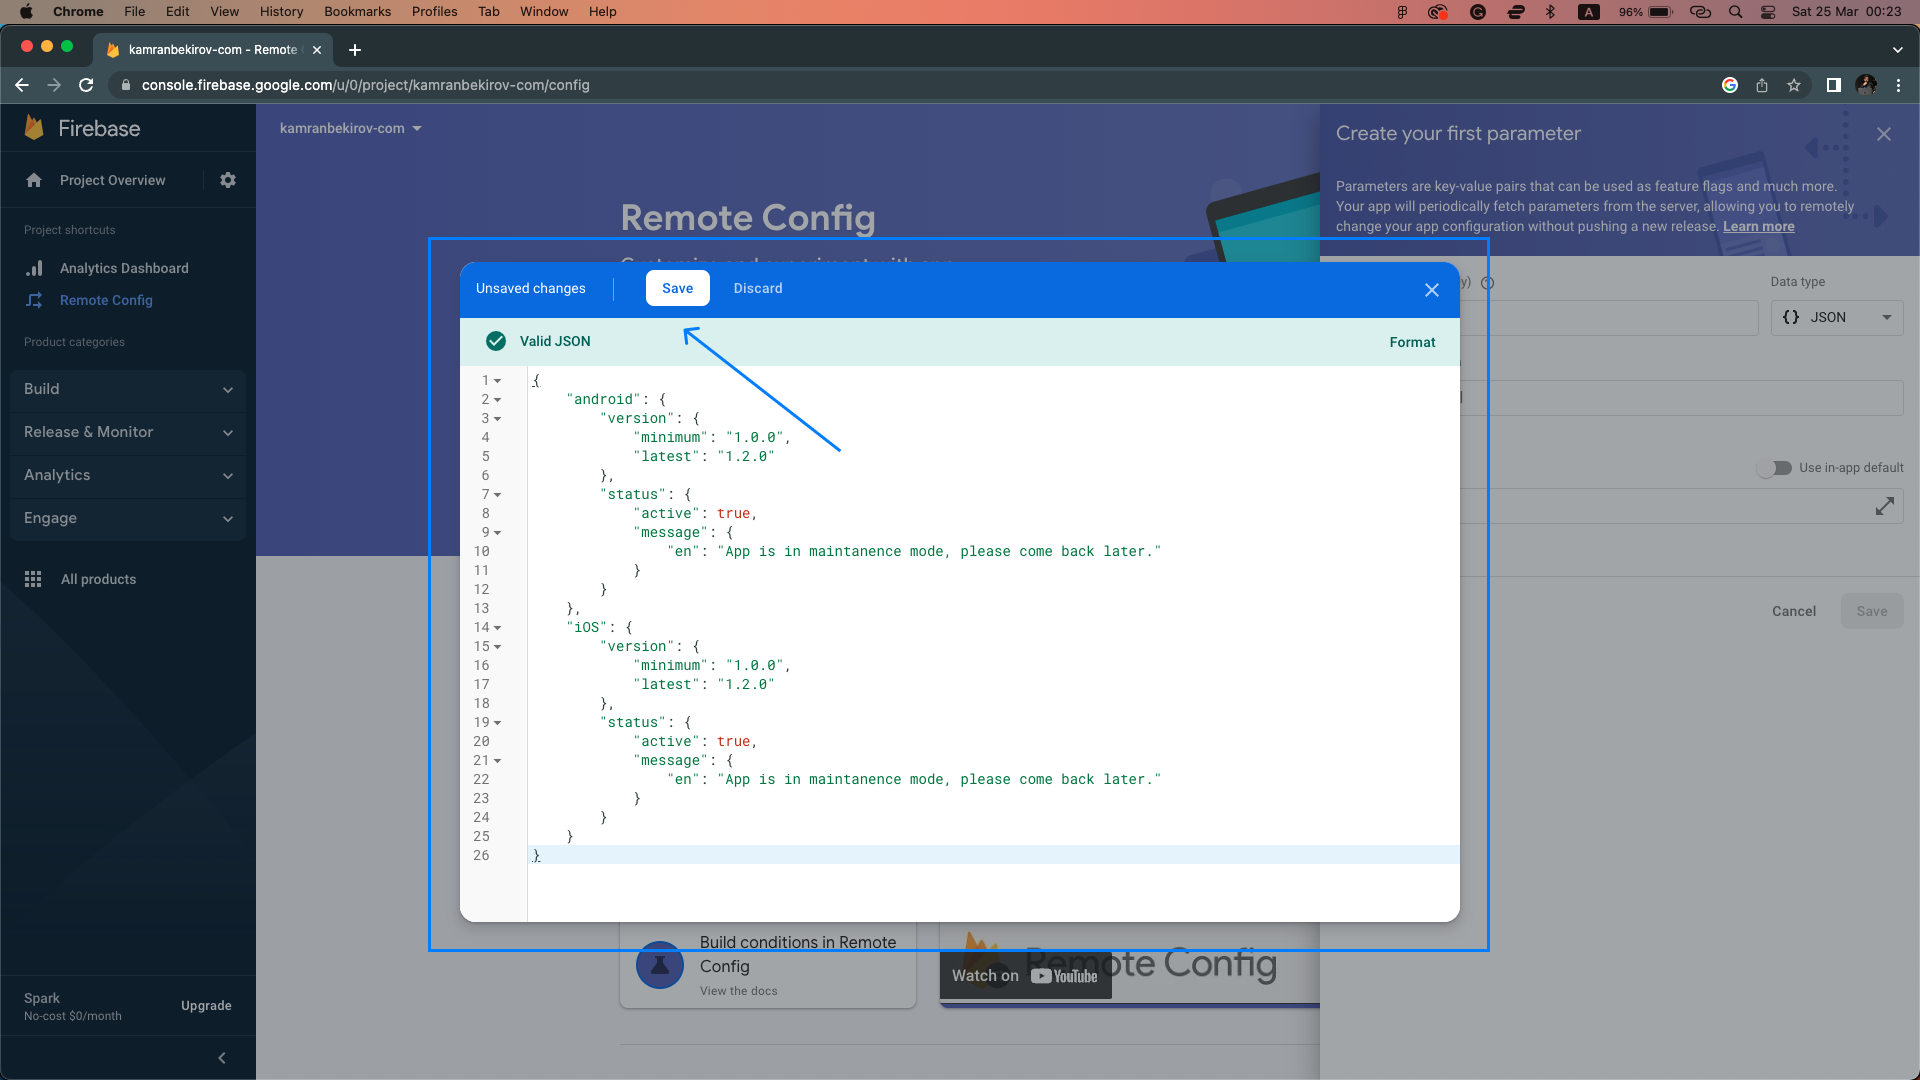 Chrome File Edit View History Bookmarks Profiles Tab Window Help
A 96% Sat 25 Mar 00:23
kamranbekirov-com - Remote
console.firebase.google.com/u/0/project/kamranbekirov-com/config
Firebase
Project Overview
Project shortcuts
Analytics Dashboard
Remote Config
Product categories
Build
Release & Monitor
Analytics
Engage
All products
Spark
No-cost $0/month
Upgrade
kamranbekirov-com
Remote Config
Customize and experiment with app
Unsaved changes
Save
Discard
Valid JSON
Format
1 {
2 "android": {
3 "version": {
4 "minimum": "1.0.0",
5 "latest": "1.2.0"
6 },
7 "status": {
8 "active": true,
9 "message": {
10 "en": "App is in maintanence mode, please come back later."
11 }
12 }
13 },
14 "iOS": {
15 "version": {
16 "minimum": "1.0.0",
17 "latest": "1.2.0"
18 },
19 "status": {
20 "active": true,
21 "message": {
22 "en": "App is in maintanence mode, please come back later."
23 }
24 }
25 }
26 }
Build conditions in Remote
Config
View the docs
Remote Config
Watch on YouTube
Create your first parameter
Parameters are key-value pairs that can be used as feature flags and much more.
Your app will periodically fetch parameters from the server, allowing you to remotely
change your app configuration without pushing a new release. Learn more
y)
Data type
{} JSON
Use in-app default
Cancel
Save